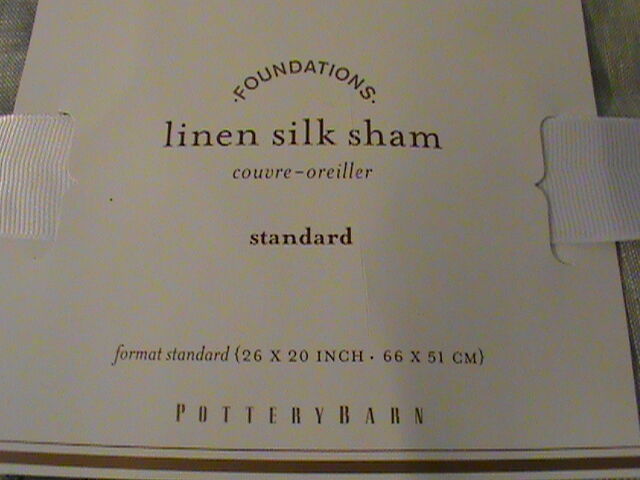 ·FOUNDATIONS·
linen silk sham
couvre-oreiller
standard
format standard {26 X 20 INCH · 66 X 51 CM}
POTTERYBARN